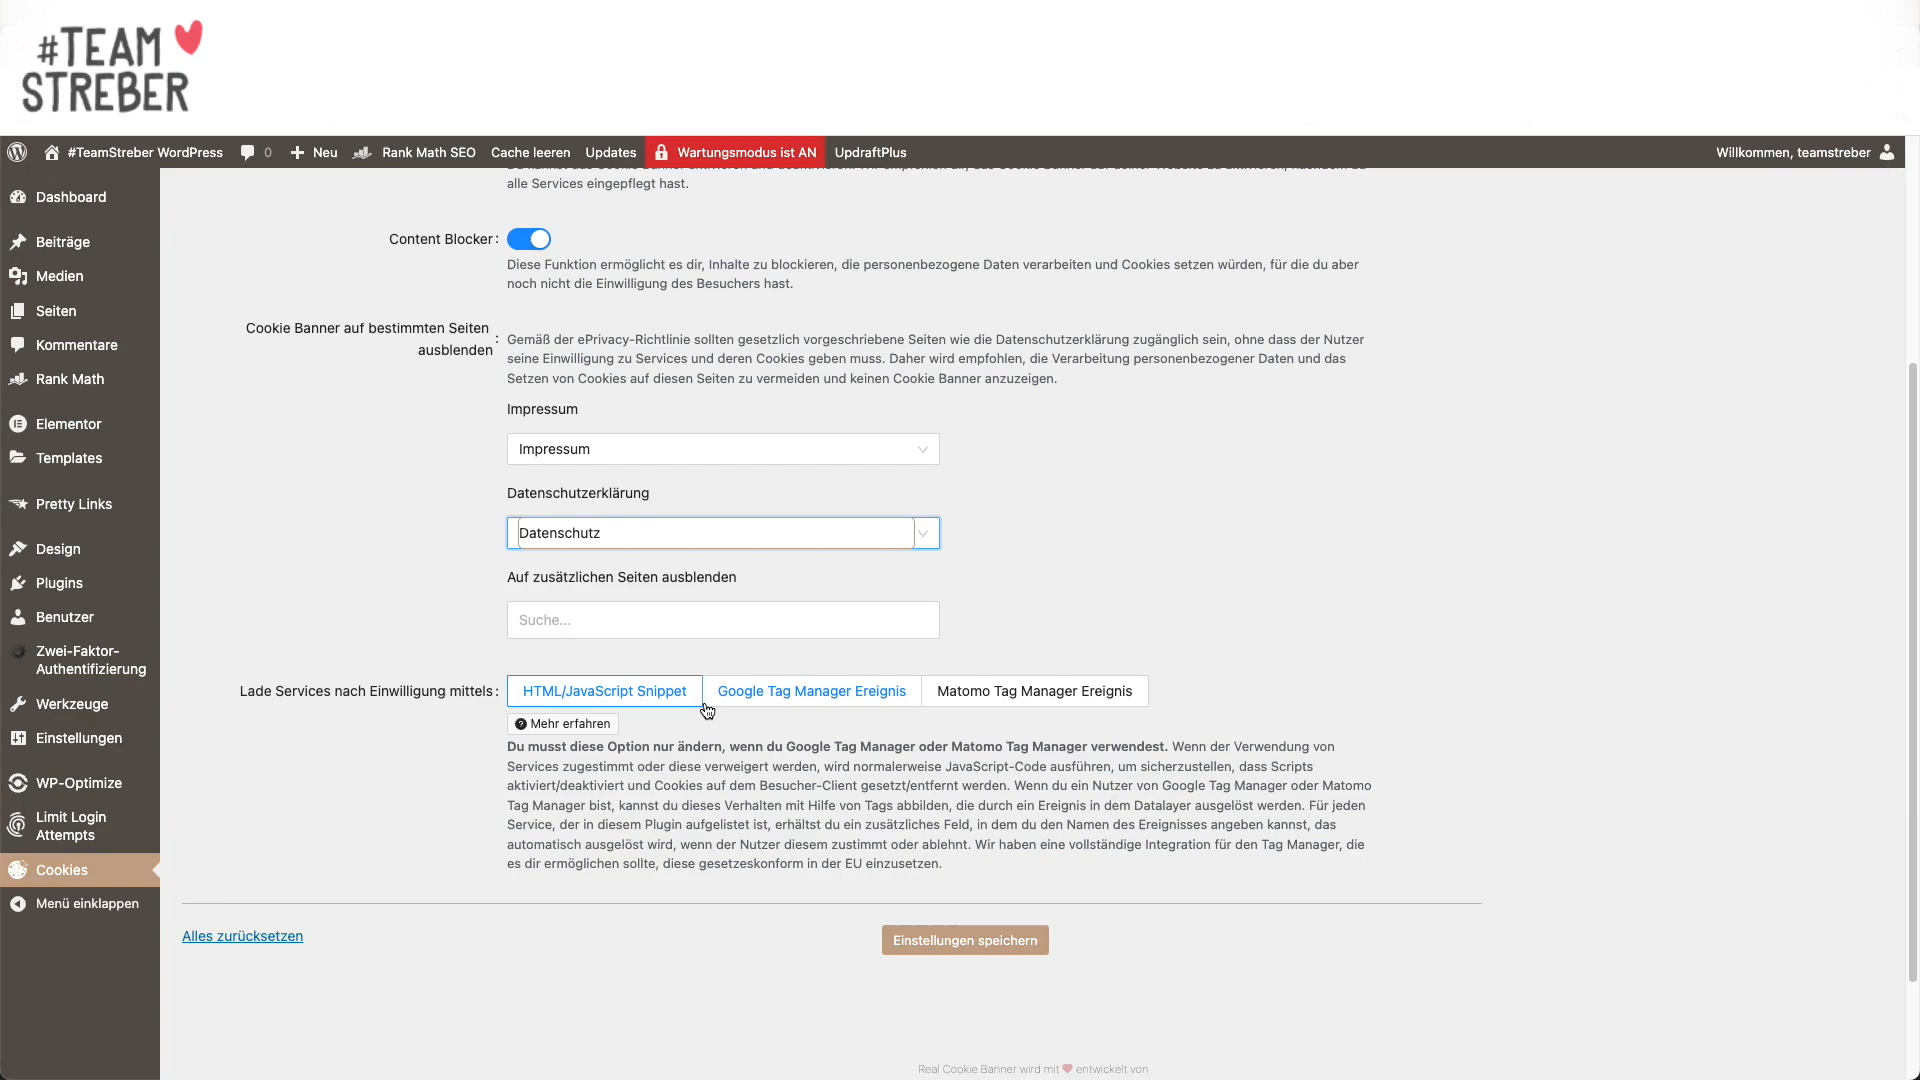 #TEAM
STREBER
#TeamStreber WordPress 0 Neu Rank Math SEO Cache leeren Updates Wartungsmodus ist AN UpdraftPlus Willkommen, teamstreber
Dashboard
Beiträge
Medien
Seiten
Kommentare
Rank Math
Elementor
Templates
Pretty Links
Design
Plugins
Benutzer
Zwei-Faktor-
Authentifizierung
Werkzeuge
Einstellungen
WP-Optimize
Limit Login
Attempts
Cookies
Menü einklappen
alle Services eingepflegt hast.
Content Blocker:
Diese Funktion ermöglicht es dir, Inhalte zu blockieren, die personenbezogene Daten verarbeiten und Cookies setzen würden, für die du aber
noch nicht die Einwilligung des Besuchers hast.
Cookie Banner auf bestimmten Seiten
ausblenden :
Gemäß der ePrivacy-Richtlinie sollten gesetzlich vorgeschriebene Seiten wie die Datenschutzerklärung zugänglich sein, ohne dass der Nutzer
seine Einwilligung zu Services und deren Cookies geben muss. Daher wird empfohlen, die Verarbeitung personenbezogener Daten und das
Setzen von Cookies auf diesen Seiten zu vermeiden und keinen Cookie Banner anzuzeigen.
Impressum
Impressum
Datenschutzerklärung
Datenschutz
Auf zusätzlichen Seiten ausblenden
Suche...
Lade Services nach Einwilligung mittels: HTML/JavaScript Snippet Google Tag Manager Ereignis Matomo Tag Manager Ereignis
Mehr erfahren
Du musst diese Option nur ändern, wenn du Google Tag Manager oder Matomo Tag Manager verwendest. Wenn der Verwendung von
Services zugestimmt oder diese verweigert werden, wird normalerweise JavaScript-Code ausführen, um sicherzustellen, dass Scripts
aktiviert/deaktiviert und Cookies auf dem Besucher-Client gesetzt/entfernt werden. Wenn du ein Nutzer von Google Tag Manager oder Matomo
Tag Manager bist, kannst du dieses Verhalten mit Hilfe von Tags abbilden, die durch ein Ereignis in dem Datalayer ausgelöst werden. Für jeden
Service, der in diesem Plugin aufgelistet ist, erhältst du ein zusätzliches Feld, in dem du den Namen des Ereignisses angeben kannst, das
automatisch ausgelöst wird, wenn der Nutzer diesem zustimmt oder ablehnt. Wir haben eine vollständige Integration für den Tag Manager, die
es dir ermöglichen sollte, diese gesetzeskonform in der EU einzusetzen.
Alles zurücksetzen
Einstellungen speichern
Real Cookie Banner wird mit ❤ entwickelt von